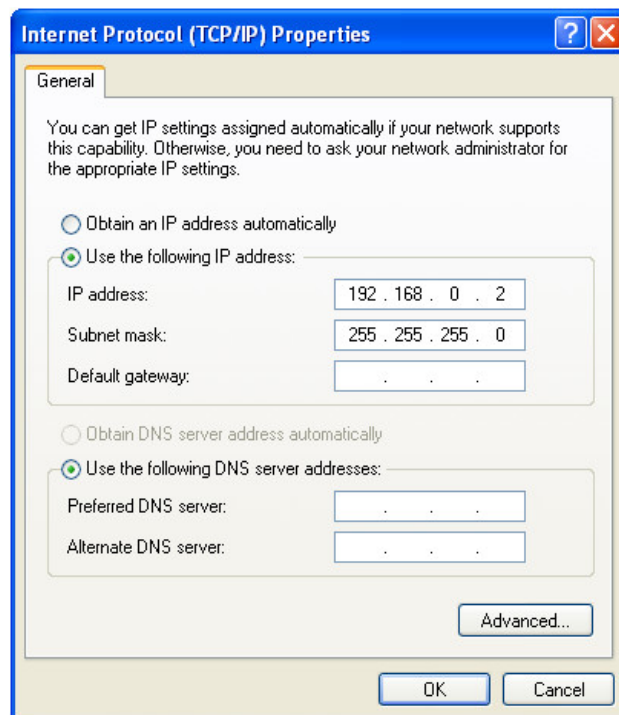 Internet Protocol (TCP/IP) Properties
General
You can get IP settings assigned automatically if your network supports
this capability. Otherwise, you need to ask your network administrator for
the appropriate IP settings.
Obtain an IP address automatically
Use the following IP address:
IP address: 192 . 168 . 0 . 2
Subnet mask: 255 . 255 . 255 . 0
Default gateway: . . .
Obtain DNS server address automatically
Use the following DNS server addresses:
Preferred DNS server: . . .
Alternate DNS server: . . .
Advanced...
OK Cancel